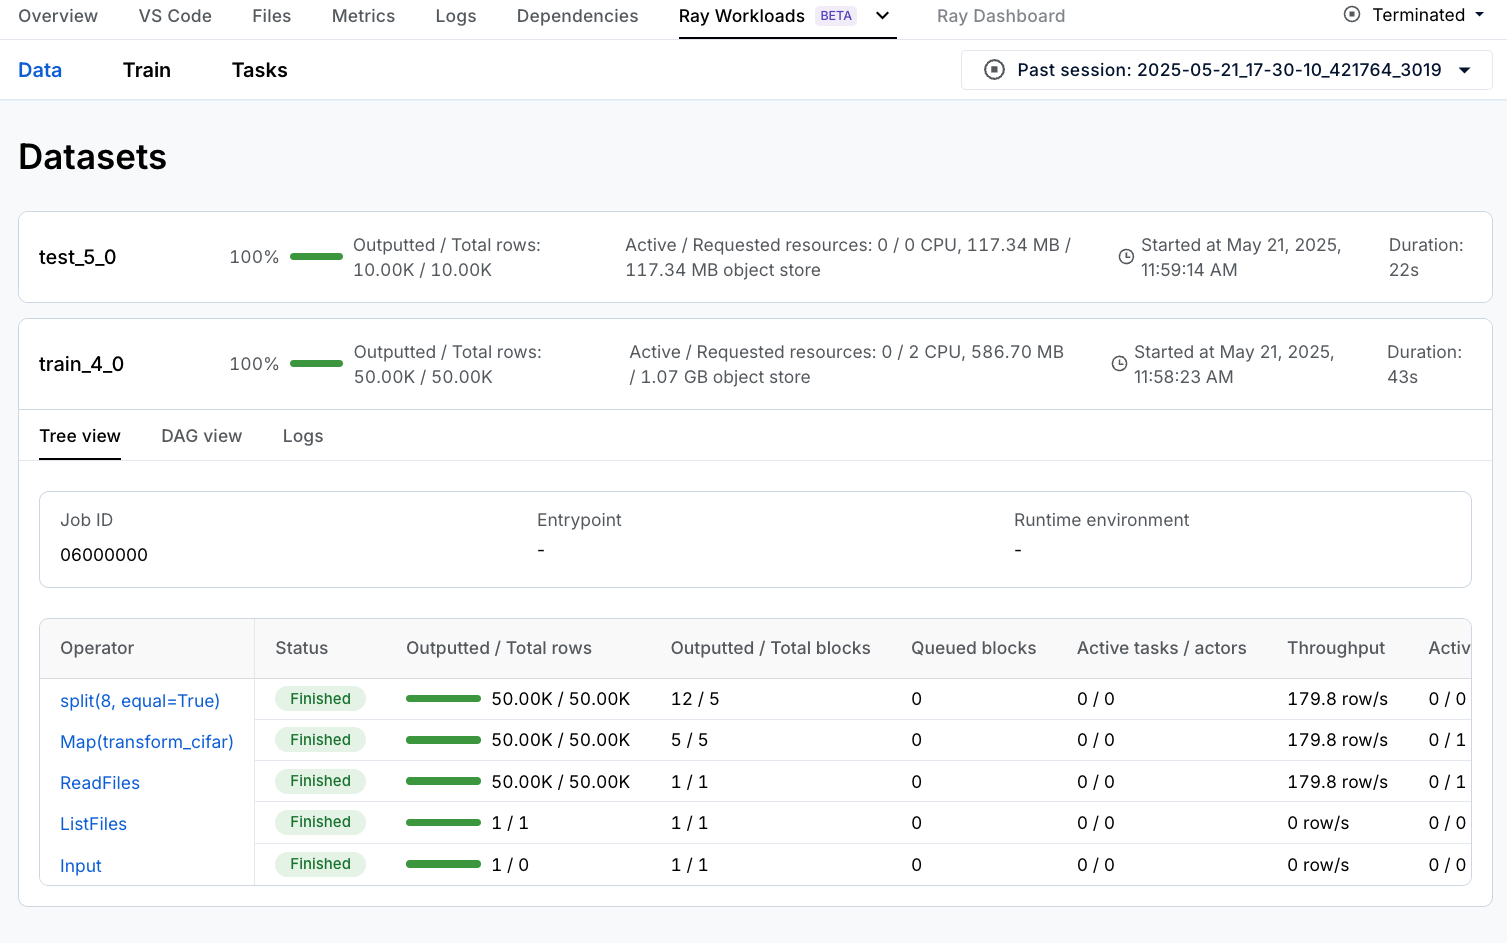 Overview VS Code Files Metrics Logs Dependencies Ray Workloads BETA Ray Dashboard Terminated
Data Train Tasks Past session: 2025-05-21_17-30-10_421764_3019
Datasets
test_5_0 100% Outputted / Total rows: 10.00K / 10.00K Active / Requested resources: 0 / 0 CPU, 117.34 MB / 117.34 MB object store Started at May 21, 2025, 11:59:14 AM Duration: 22s
train_4_0 100% Outputted / Total rows: 50.00K / 50.00K Active / Requested resources: 0 / 2 CPU, 586.70 MB / 1.07 GB object store Started at May 21, 2025, 11:58:23 AM Duration: 43s
Tree view DAG view Logs
Job ID Entrypoint Runtime environment
06000000 - -
Operator Status Outputted / Total rows Outputted / Total blocks Queued blocks Active tasks / actors Throughput Activ
split(8, equal=True) Finished 50.00K / 50.00K 12 / 5 0 0 / 0 179.8 row/s 0 / 0
Map(transform_cifar) Finished 50.00K / 50.00K 5 / 5 0 0 / 0 179.8 row/s 0 / 1
ReadFiles Finished 50.00K / 50.00K 1 / 1 0 0 / 0 179.8 row/s 0 / 1
ListFiles Finished 1 / 1 1 / 1 0 0 / 0 0 row/s 0 / 0
Input Finished 1 / 0 1 / 1 0 0 / 0 0 row/s 0 / 0